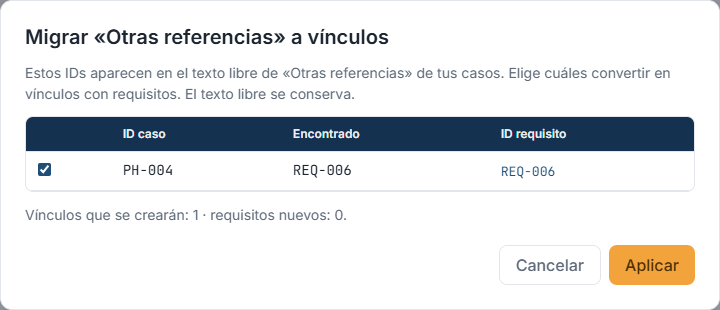 Migrar «Otras referencias» a vínculos
Estos IDs aparecen en el texto libre de «Otras referencias» de tus casos. Elige cuáles convertir en
vínculos con requisitos. El texto libre se conserva.
ID caso Encontrado ID requisito
PH-004 REQ-006 REQ-006
Vínculos que se crearán: 1 · requisitos nuevos: 0.
Cancelar Aplicar